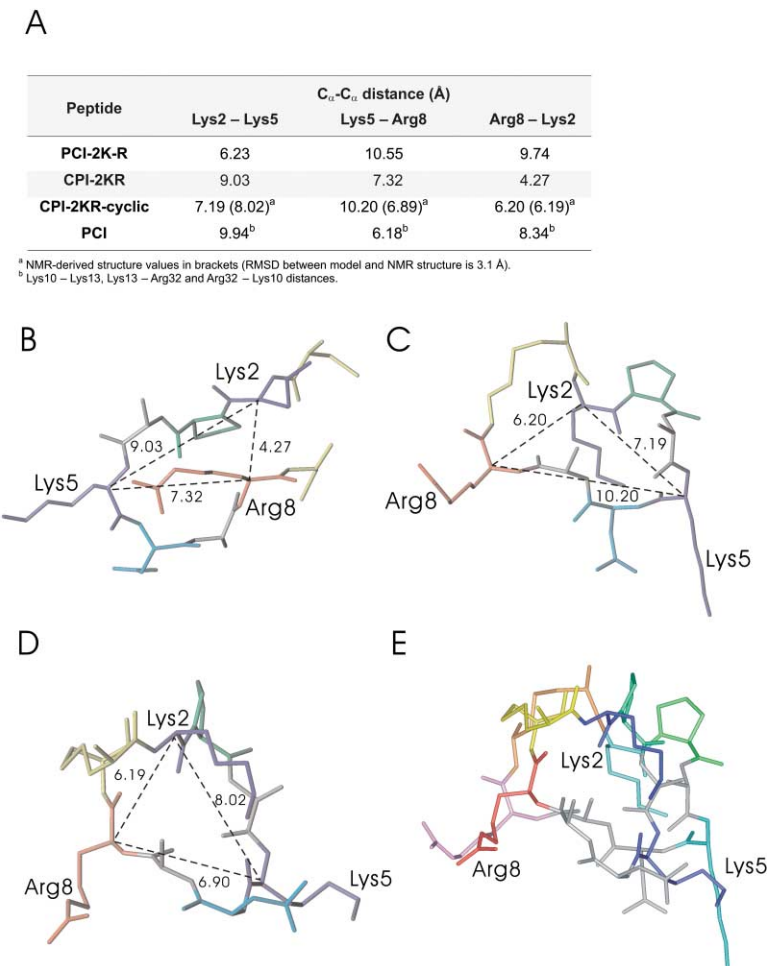 A
Peptide
Cα-Cα distance (Å)
Lys2 – Lys5 Lys5 – Arg8 Arg8 – Lys2
PCI-2K-R 6.23 10.55 9.74
CPI-2KR 9.03 7.32 4.27
CPI-2KR-cyclic 7.19 (8.02)a 10.20 (6.89)a 6.20 (6.19)a
PCI 9.94b 6.18b 8.34b
a NMR-derived structure values in brackets (RMSD between model and NMR structure is 3.1 Å).
b Lys10 – Lys13, Lys13 – Arg32 and Arg32 – Lys10 distances.
B
Lys2
9.03
4.27
Lys5
7.32
Arg8
C
Lys2
6.20
7.19
Arg8
10.20
Lys5
D
Lys2
6.19
8.02
6.90
Arg8
Lys5
E
Lys2
Arg8
Lys5